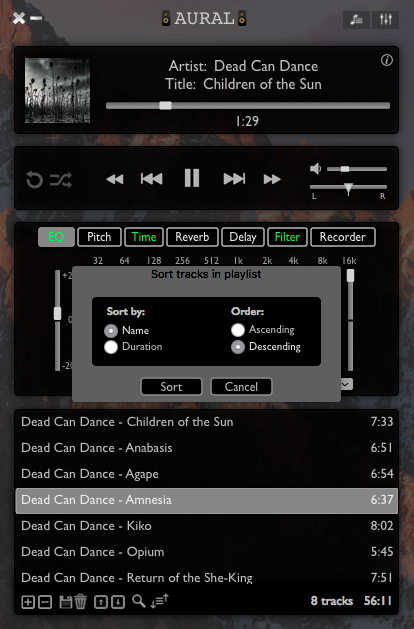 AURAL
Artist: Dead Can Dance
Title: Children of the Sun
1:29
L R
EQ Pitch Time Reverb Delay Filter Recorder
32 64 128 256 512 1k 2k 4k 8k 16k
Sort tracks in playlist
Sort by: Order:
Name Ascending
Duration Descending
Sort Cancel
Dead Can Dance - Children of the Sun 7:33
Dead Can Dance - Anabasis 6:51
Dead Can Dance - Agape 6:54
Dead Can Dance - Amnesia 6:37
Dead Can Dance - Kiko 8:02
Dead Can Dance - Opium 5:45
Dead Can Dance - Return of the She-King 7:51
8 tracks 56:11